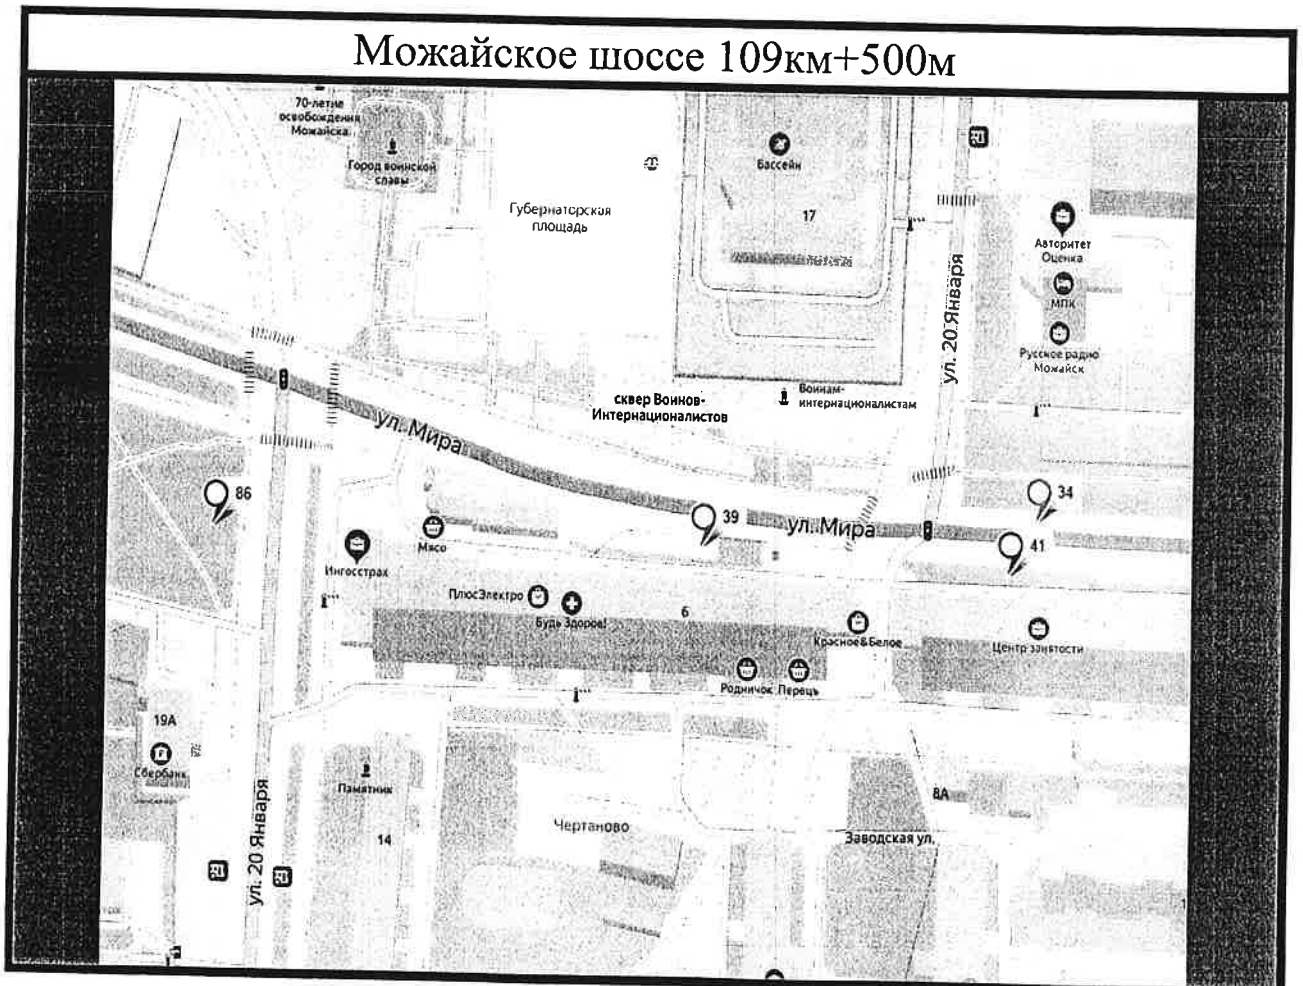 Можайское шоссе 109км+500м
70-летие
освобождения
Можайска
Город воинской
славы
Губернаторская
площадь
Бассейн
17
Авторитет
Оценка
МПК
Русское радио
Можайск
ул. 20 Января
сквер Воинов-
Интернационалистов
Воинам-
интернационалистам
ул. Мира
86
39
ул. Мира
34
41
Мясо
Ингосстрах
ПлюсЭлектро
Будь Здоров!
6
Красное&Белое
Центр занятости
Родничок
Перецъ
19А
Сбербанк
Памятник
14
ул. 20 Января
Чертаново
8А
Заводская ул.